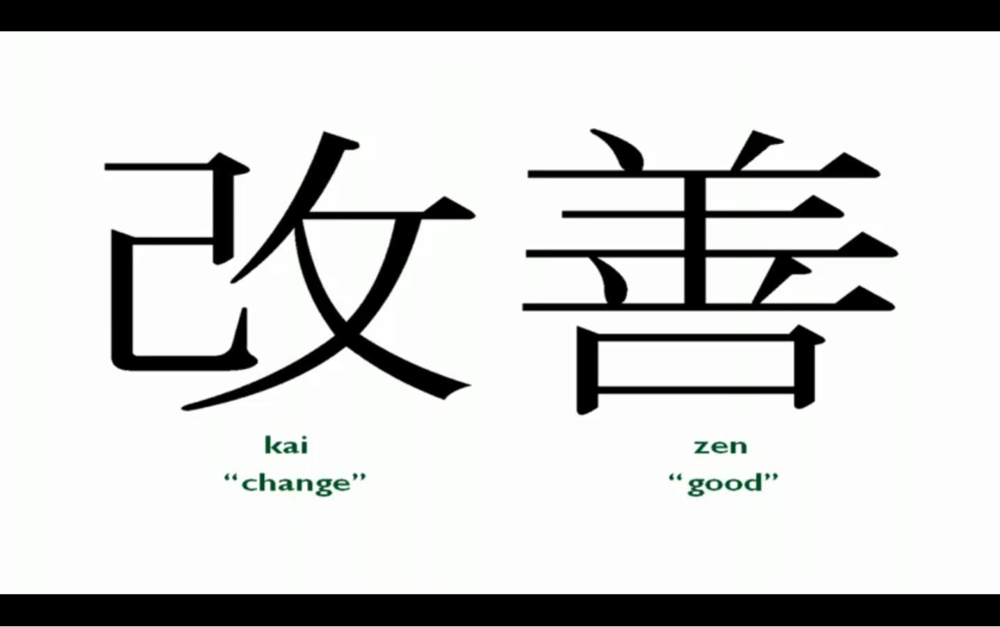 改善
kai zen
“change” “good”